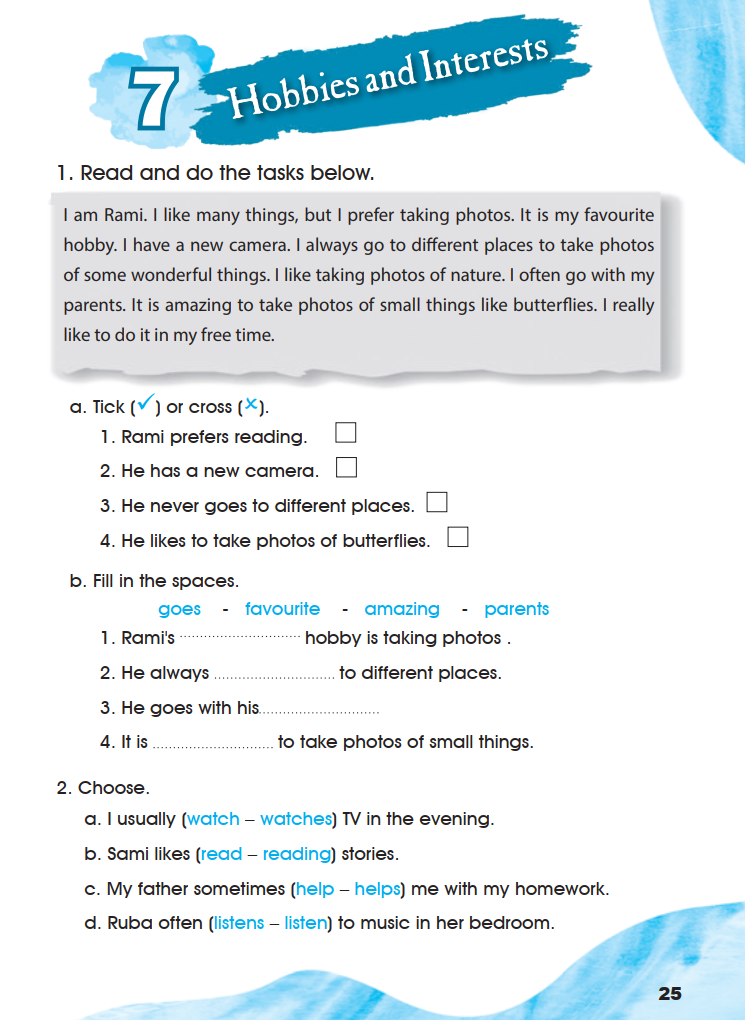 7
Hobbies and Interests
1. Read and do the tasks below.
I am Rami. I like many things, but I prefer taking photos. It is my favourite
hobby. I have a new camera. I always go to different places to take photos
of some wonderful things. I like taking photos of nature. I often go with my
parents. It is amazing to take photos of small things like butterflies. I really
like to do it in my free time.
a. Tick (✓) or cross (✗).
1. Rami prefers reading.
2. He has a new camera.
3. He never goes to different places.
4. He likes to take photos of butterflies.
b. Fill in the spaces.
goes - favourite - amazing - parents
1. Rami's .............................. hobby is taking photos .
2. He always .............................. to different places.
3. He goes with his..............................
4. It is .............................. to take photos of small things.
2. Choose.
a. I usually (watch – watches) TV in the evening.
b. Sami likes (read – reading) stories.
c. My father sometimes (help – helps) me with my homework.
d. Ruba often (listens – listen) to music in her bedroom.
25